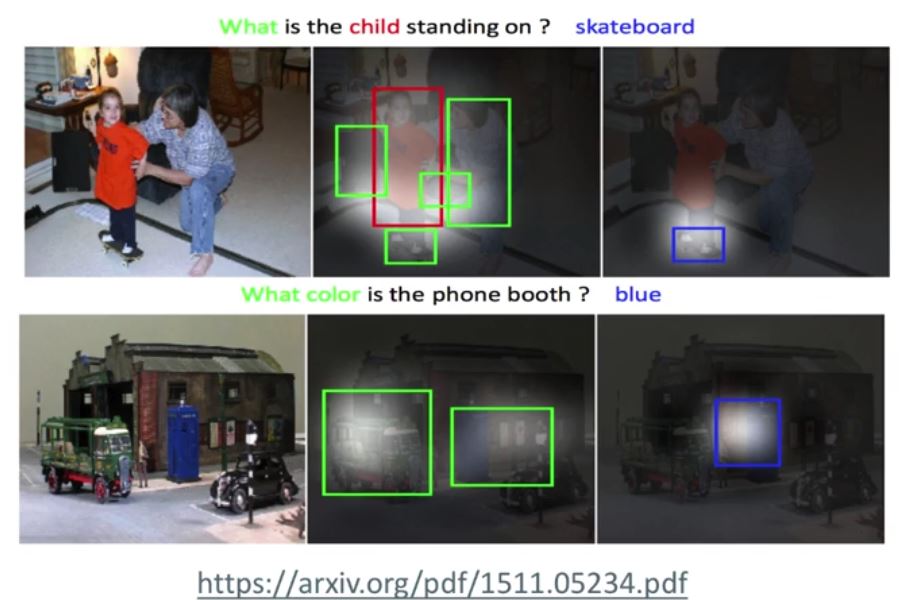 What is the child standing on ? skateboard
What color is the phone booth ? blue
https://arxiv.org/pdf/1511.05234.pdf